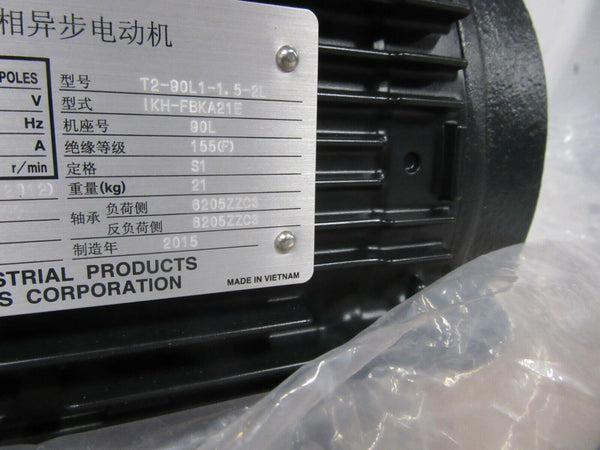 相异步电动机
POLES 型号 T2-90L1-1.5-2L
V 型式 IKH-FBKA21E
Hz 机座号 90L
A 绝缘等级 155(F)
r/min 定格 S1
重量(kg) 21
轴承 负荷侧 6205ZZC3
反负荷侧 6205ZZC3
制造年 2015
USTRIAL PRODUCTS
S CORPORATION
MADE IN VIETNAM